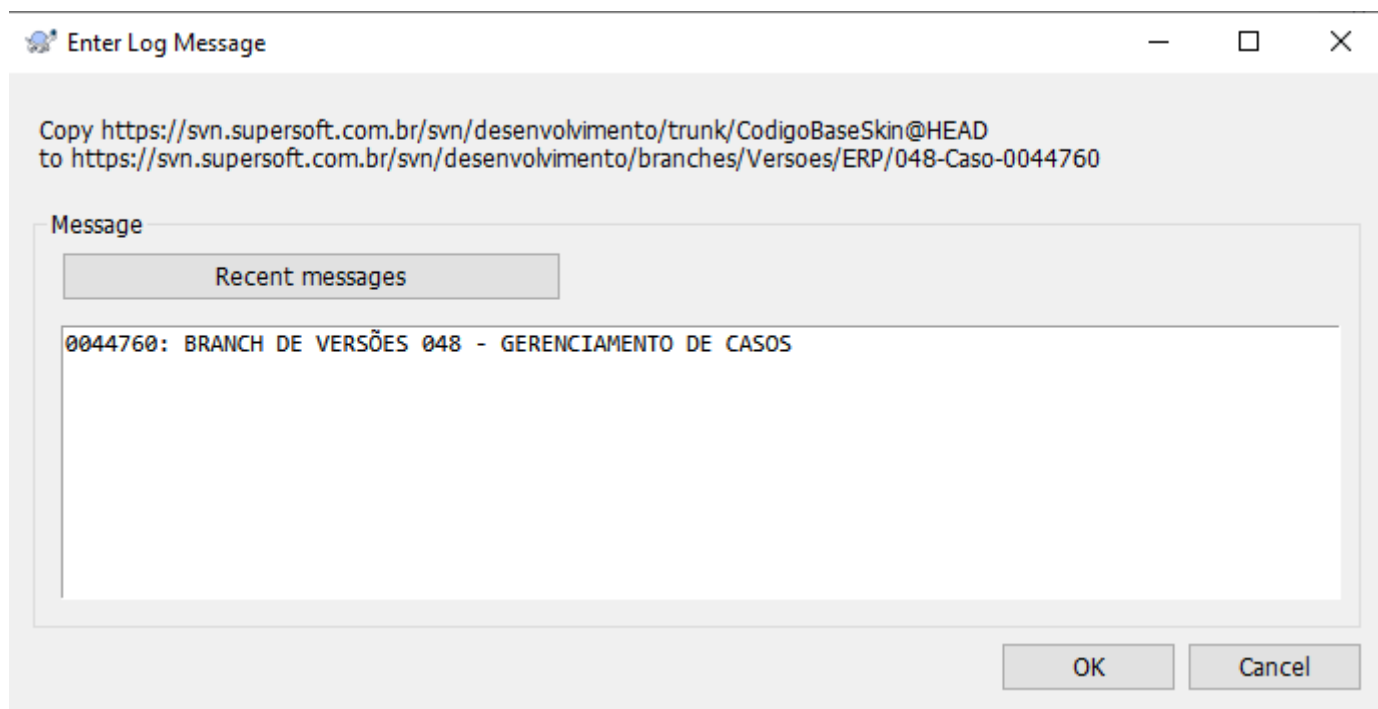 Enter Log Message
Copy https://svn.supersoft.com.br/svn/desenvolvimento/trunk/CodigoBaseSkin@HEAD
to https://svn.supersoft.com.br/svn/desenvolvimento/branches/Versoes/ERP/048-Caso-0044760
Message
Recent messages
0044760: BRANCH DE VERSÕES 048 - GERENCIAMENTO DE CASOS
OK Cancel